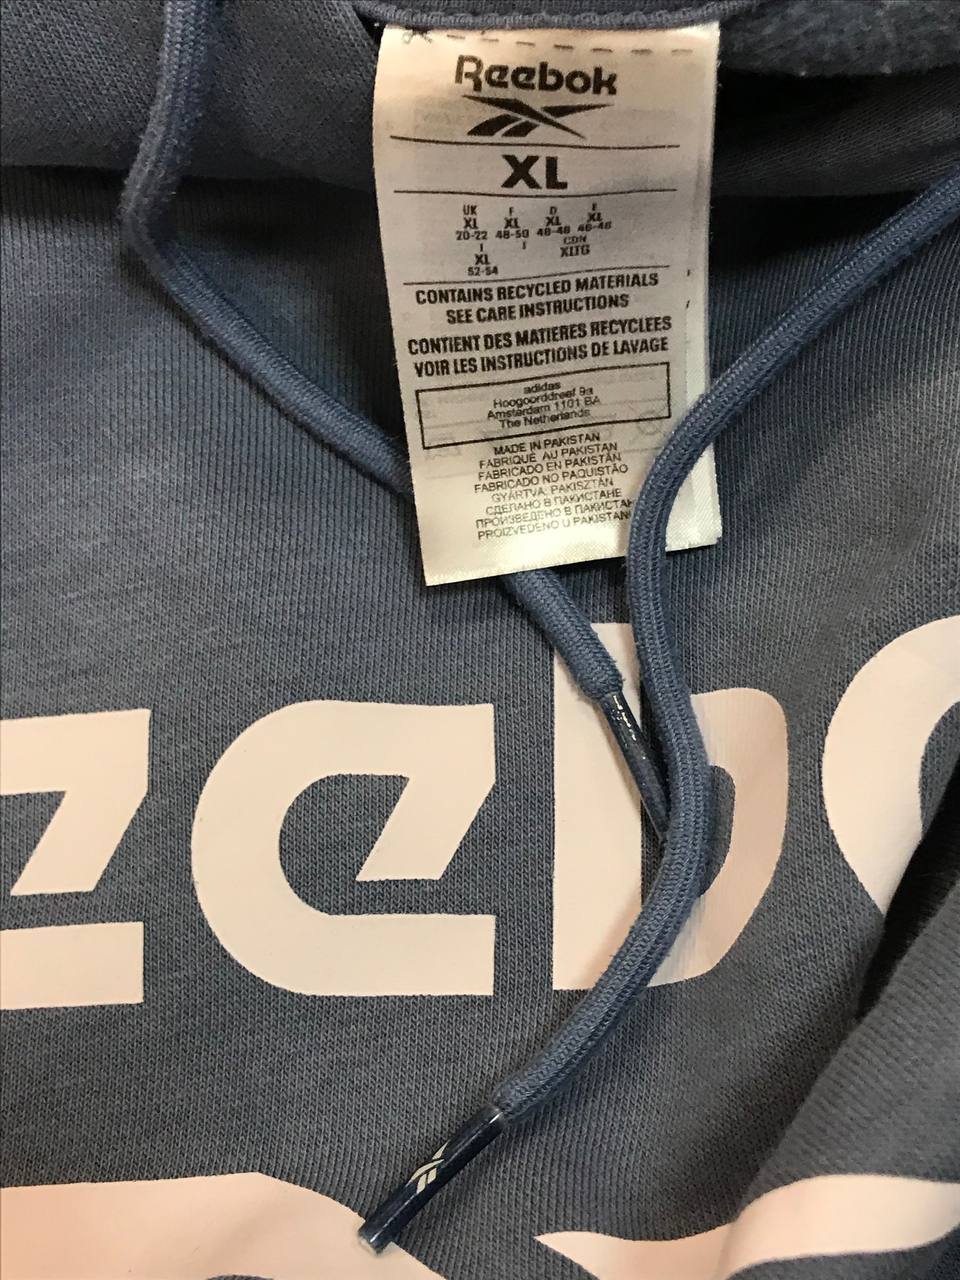 Reebok
XL
UK F D E
XL XL XL XL
20-22 48-50 46-48
I CDN
XL XL/TG
52-54
CONTAINS RECYCLED MATERIALS
SEE CARE INSTRUCTIONS
CONTIENT DES MATIERES RECYCLEES
VOIR LES INSTRUCTIONS DE LAVAGE
adidas
Hoogoorddreef 9a
Amsterdam 1101 BA
The Netherlands
MADE IN PAKISTAN
FABRIQUÉ AU PAKISTAN
FABRICADO EN PAKISTÁN
FABRICADO NO PAQUISTÃO
GYÁRTVA: PAKISZTÁN
СДЕЛАНО В ПАКИСТАНЕ
ПРОИЗВЕДЕНО В ПАКИСТАН
PROIZVEDENO U PAKISTANU
eebo